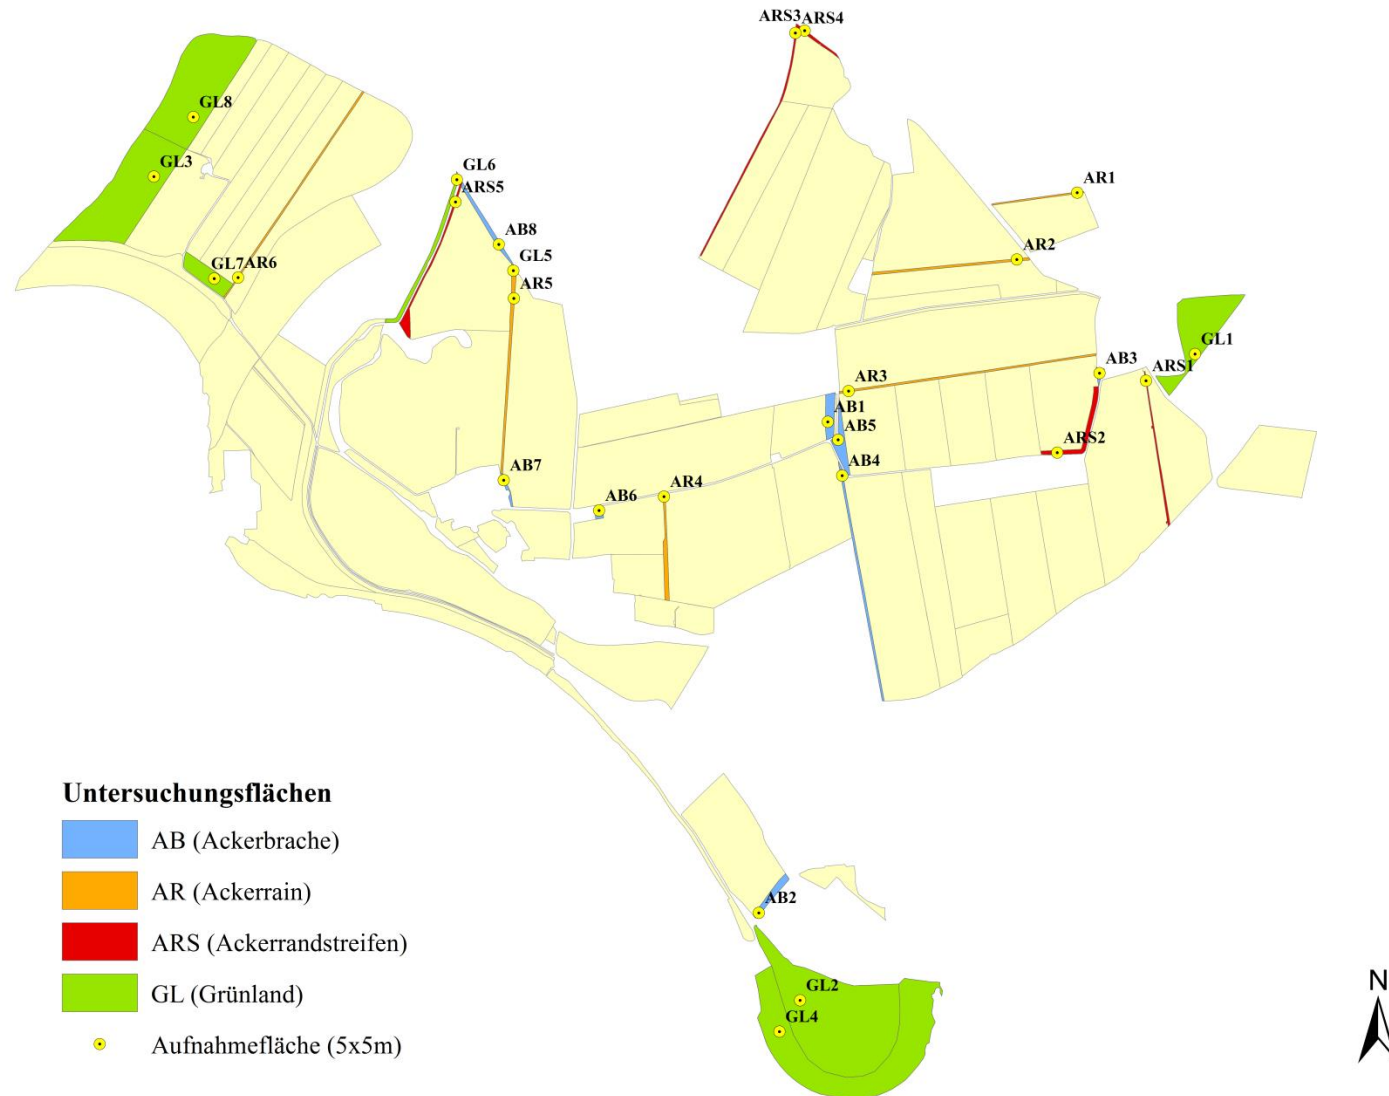 ARS3 ARS4
GL8
GL3
GL6
ARS5
AR1
AB8
AR2
GL5
GL7 AR6
AR5
GL1
AB3
ARS1
AR3
AB1
AB5
ARS2
AB4
AB7
AB6
AR4
Untersuchungsflächen
AB (Ackerbrache)
AR (Ackerrain)
ARS (Ackerrandstreifen)
GL (Grünland)
Aufnahmefläche (5x5m)
AB2
GL2
GL4
N